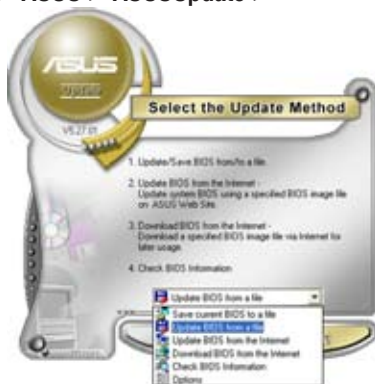 ASUS
Update
Select the Update Method
V5.27.01
1. Update/Save BIOS from/to a file.
2. Update BIOS from the Internet -
Update system BIOS using a specified BIOS image file
on ASUS Web Site.
3. Download BIOS from the Internet -
Download a specified BIOS image file via Internet for
later usage.
4. Check BIOS Information
Update BIOS from a file
Save current BIOS to a file
Update BIOS from a file
Update BIOS from the Internet
Download BIOS from the Internet
Check BIOS Information
Options